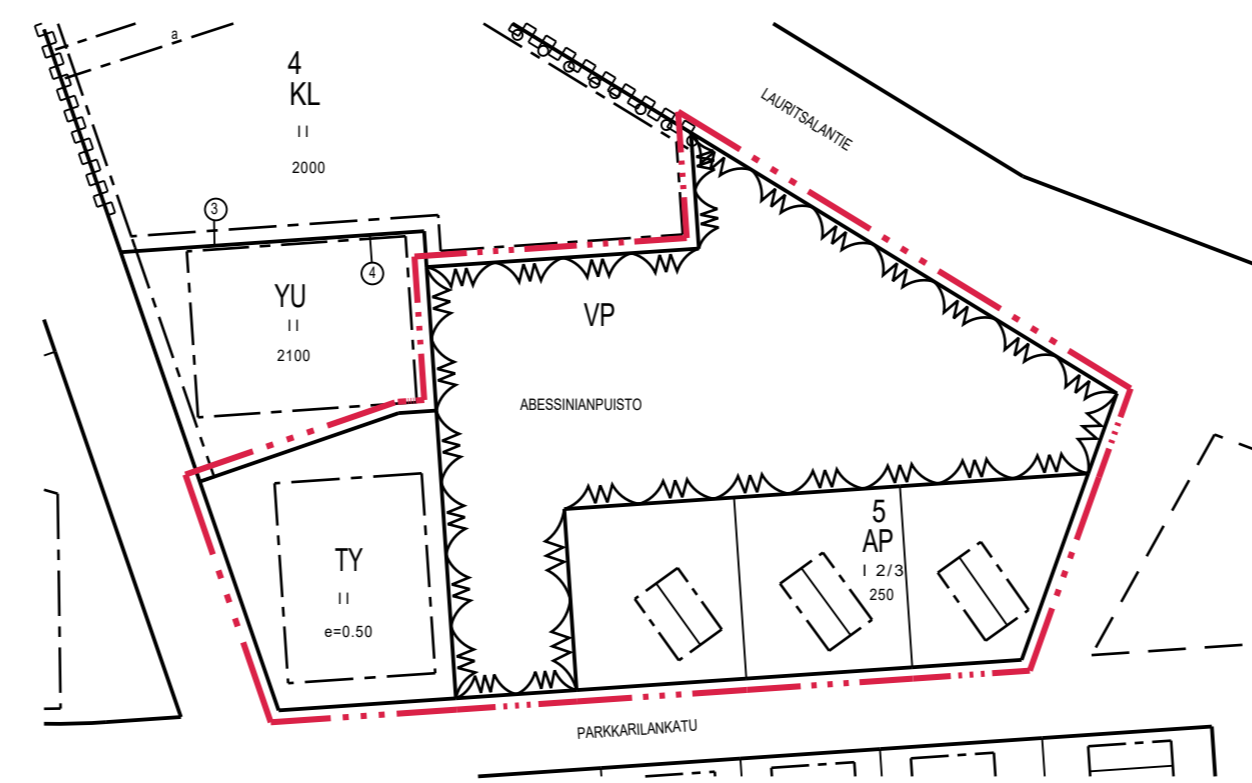 a
4
KL
II
2000
LAURITSALANTIE
3
4
YU
II
2100
VP
ABESSINIANPUISTO
5
AP
I 2/3
250
TY
II
e=0.50
PARKKARILANKATU